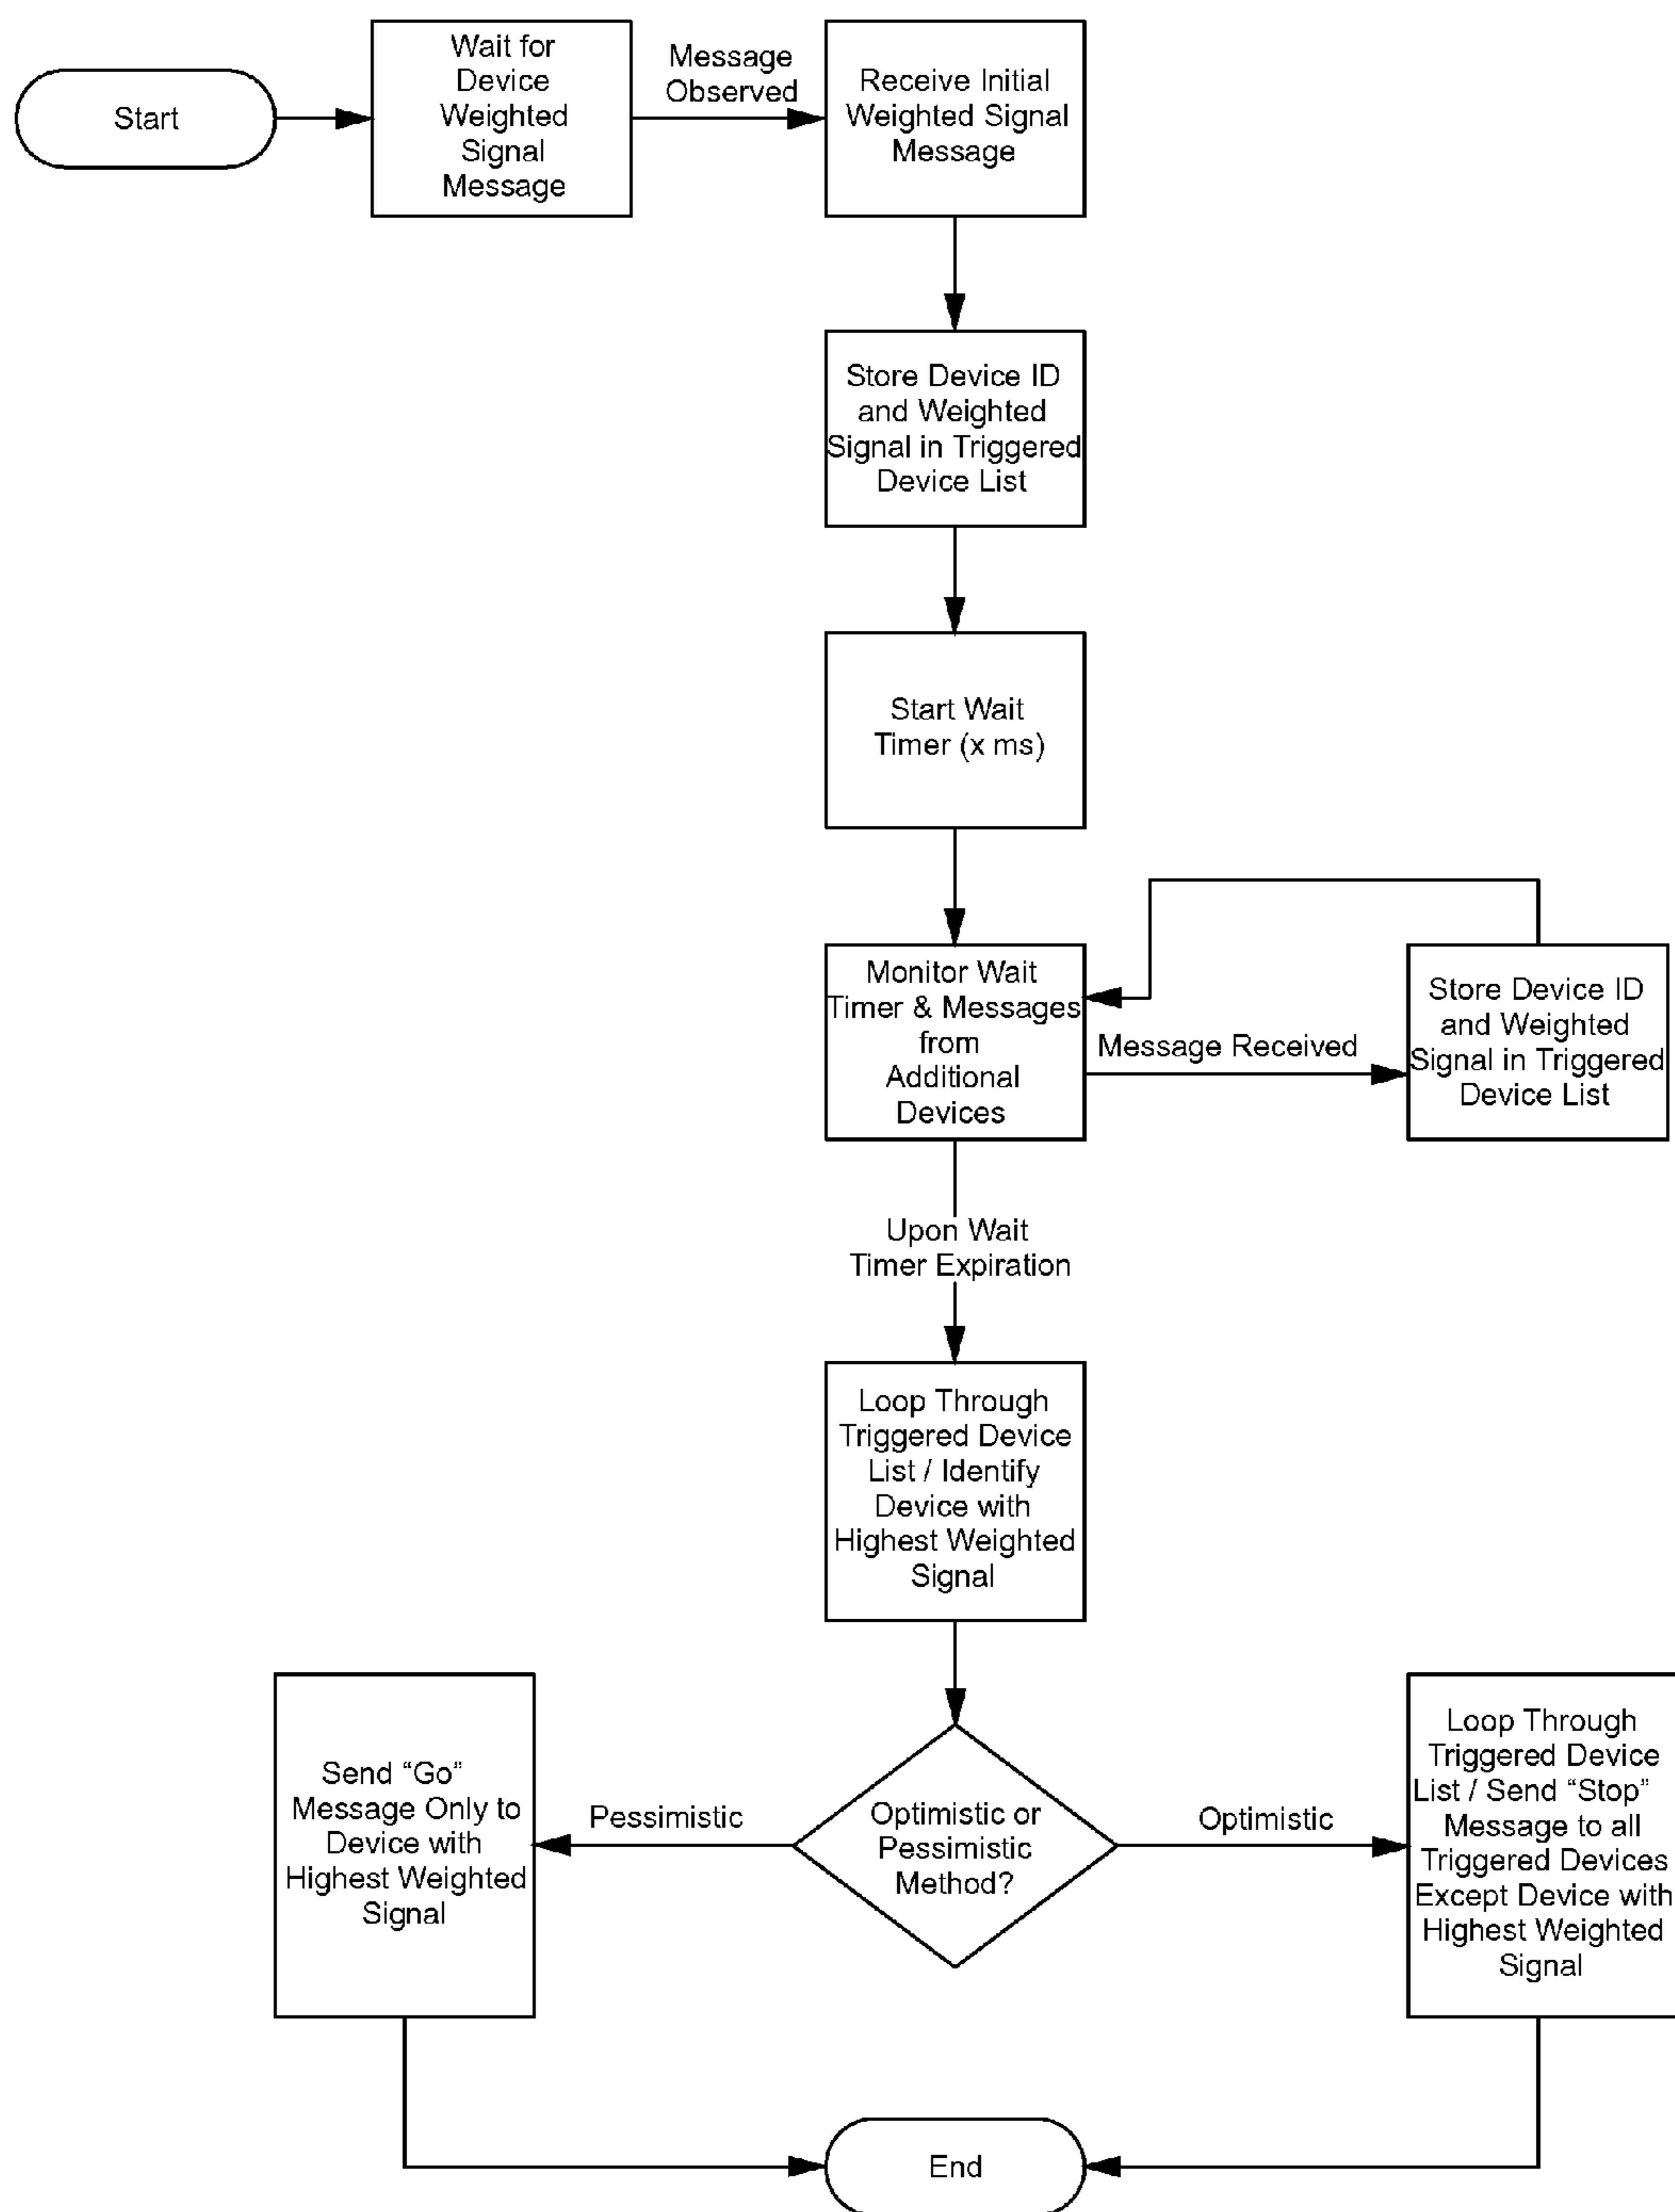 Start
Wait for
Device
Weighted
Signal
Message
Message
Observed
Receive Initial
Weighted Signal
Message
Store Device ID
and Weighted
Signal in Triggered
Device List
Start Wait
Timer (x ms)
Monitor Wait
Timer & Messages
from
Additional
Devices
Message Received
Store Device ID
and Weighted
Signal in Triggered
Device List
Upon Wait
Timer Expiration
Loop Through
Triggered Device
List / Identify
Device with
Highest Weighted
Signal
Optimistic or
Pessimistic
Method?
Pessimistic
Send “Go”
Message Only to
Device with
Highest Weighted
Signal
Optimistic
Loop Through
Triggered Device
List / Send “Stop”
Message to all
Triggered Devices
Except Device with
Highest Weighted
Signal
End